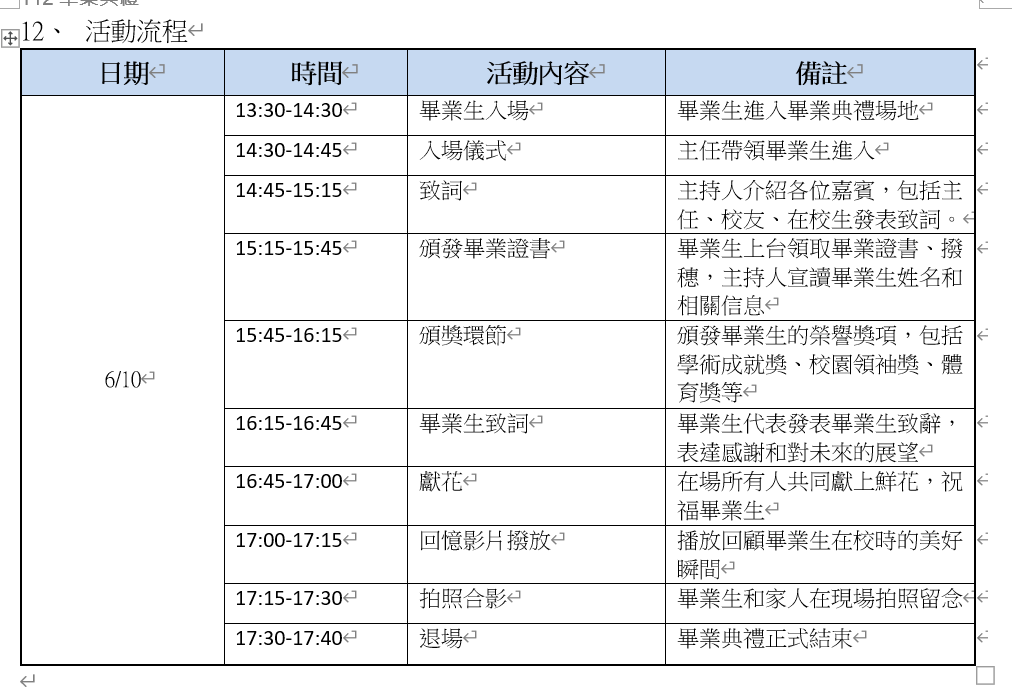 112 畢業典禮
12、 活動流程
日期 時間 活動內容 備註
6/10
13:30-14:30 畢業生入場 畢業生進入畢業典禮場地
14:30-14:45 入場儀式 主任帶領畢業生進入
14:45-15:15 致詞 主持人介紹各位嘉賓，包括主
任、校友、在校生發表致詞。
15:15-15:45 頒發畢業證書 畢業生上台領取畢業證書、撥
穗，主持人宣讀畢業生姓名和
相關信息
15:45-16:15 頒獎環節 頒發畢業生的榮譽獎項，包括
學術成就獎、校園領袖獎、體
育獎等
16:15-16:45 畢業生致詞 畢業生代表發表畢業生致辭，
表達感謝和對未來的展望
16:45-17:00 獻花 在場所有人共同獻上鮮花，祝
福畢業生
17:00-17:15 回憶影片撥放 播放回顧畢業生在校時的美好
瞬間
17:15-17:30 拍照合影 畢業生和家人在現場拍照留念
17:30-17:40 退場 畢業典禮正式結束